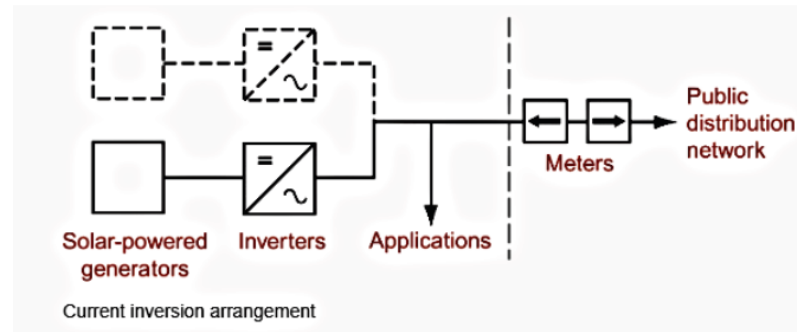 Public
distribution
network
Meters
Solar-powered
generators
Inverters
Applications
Current inversion arrangement